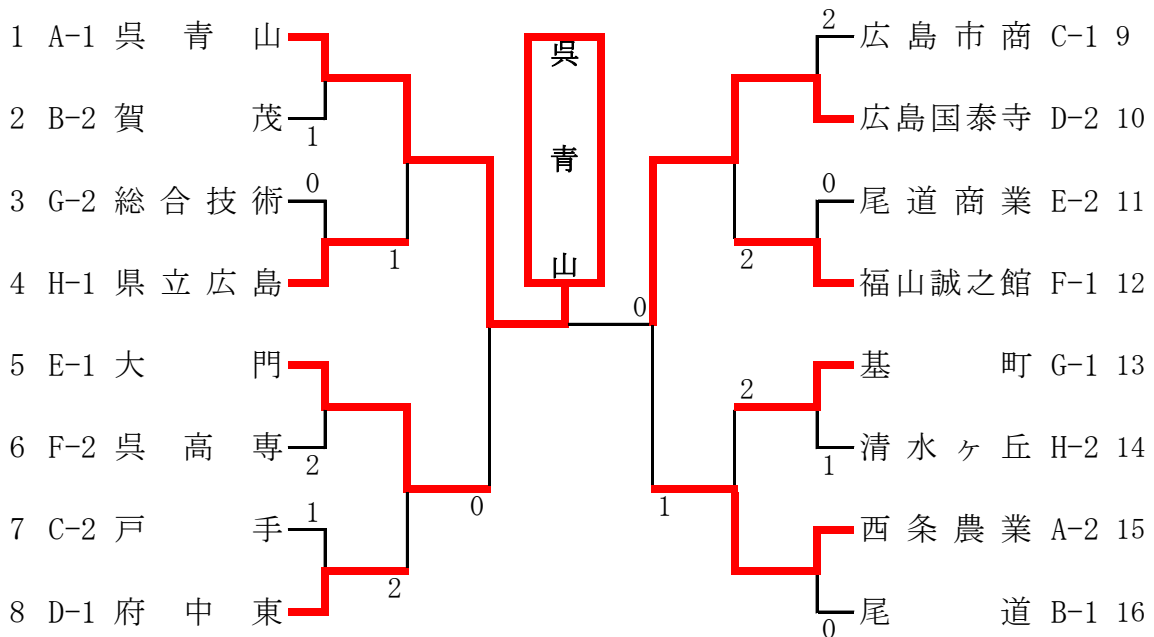 1 A-1 呉青山
2 B-2 賀茂
1
3 G-2 総合技術
0
4 H-1 県立広島
1
5 E-1 大門
6 F-2 呉高専
2
7 C-2 戸手
1
8 D-1 府中東
2
0
呉青山
0
2
広島市商 C-1 9
広島国泰寺 D-2 10
0
尾道商業 E-2 11
2
福山誠之館 F-1 12
基町 G-1 13
2
清水ヶ丘 H-2 14
1
1
西条農業 A-2 15
尾道 B-1 16
0